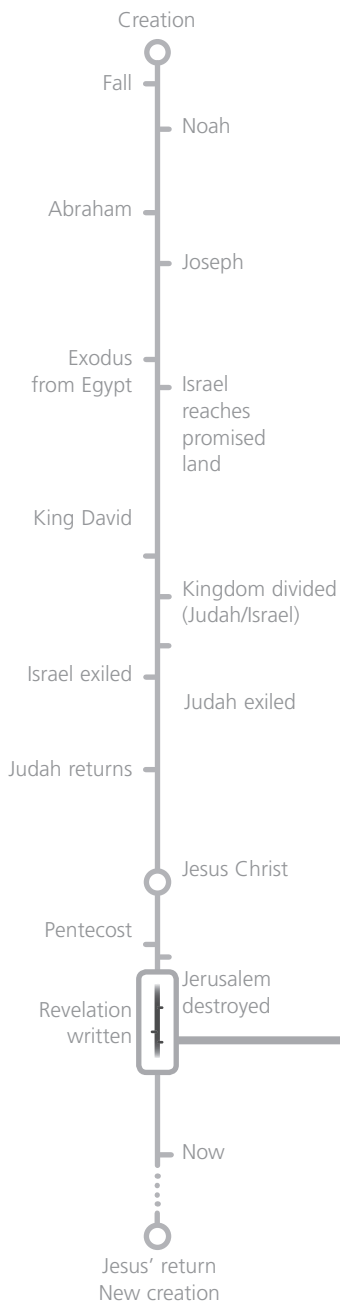 Creation
Fall
Noah
Abraham
Joseph
Exodus
from Egypt
Israel
reaches
promised
land
King David
Kingdom divided
(Judah/Israel)
Israel exiled
Judah exiled
Judah returns
Jesus Christ
Pentecost
Jerusalem
destroyed
Revelation
written
Now
Jesus’ return
New creation